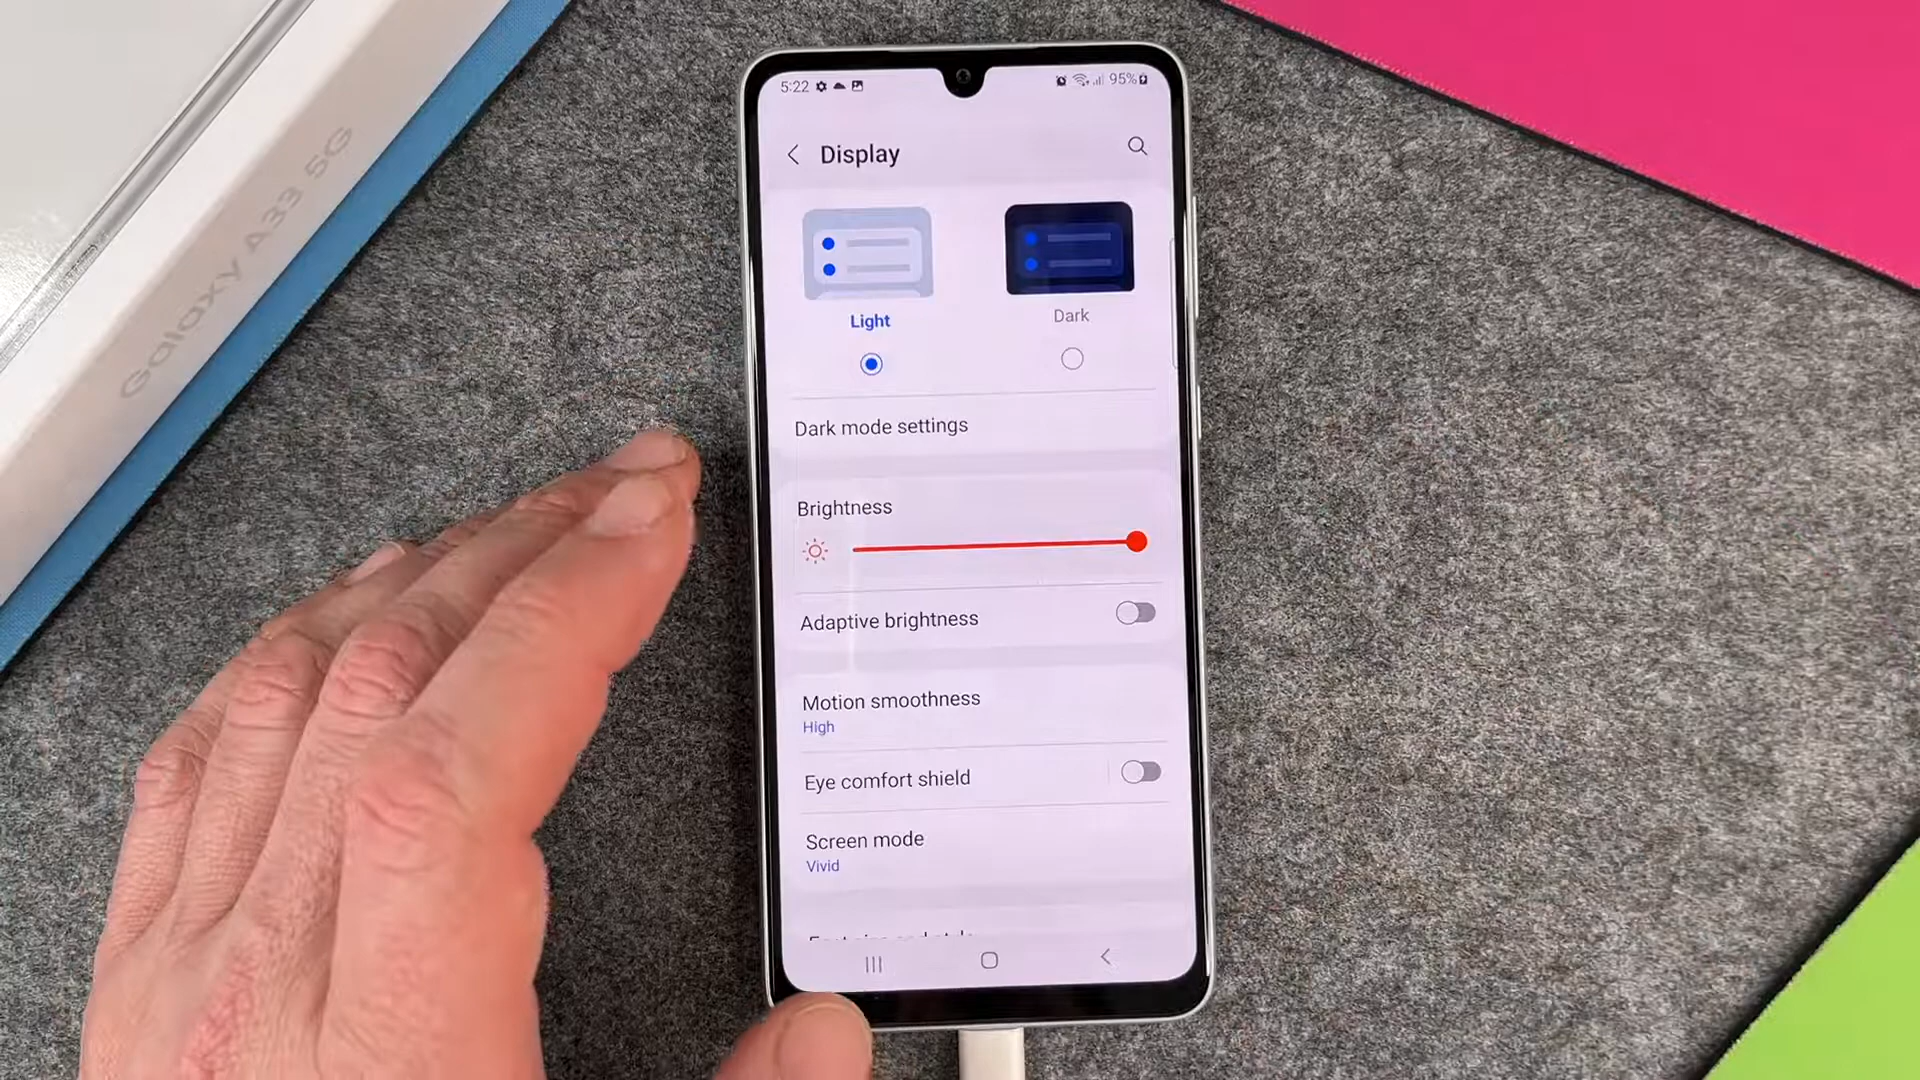 Galaxy A33 5G
5:22
95%
Display
Light
Dark
Dark mode settings
Brightness
Adaptive brightness
Motion smoothness
High
Eye comfort shield
Screen mode
Vivid